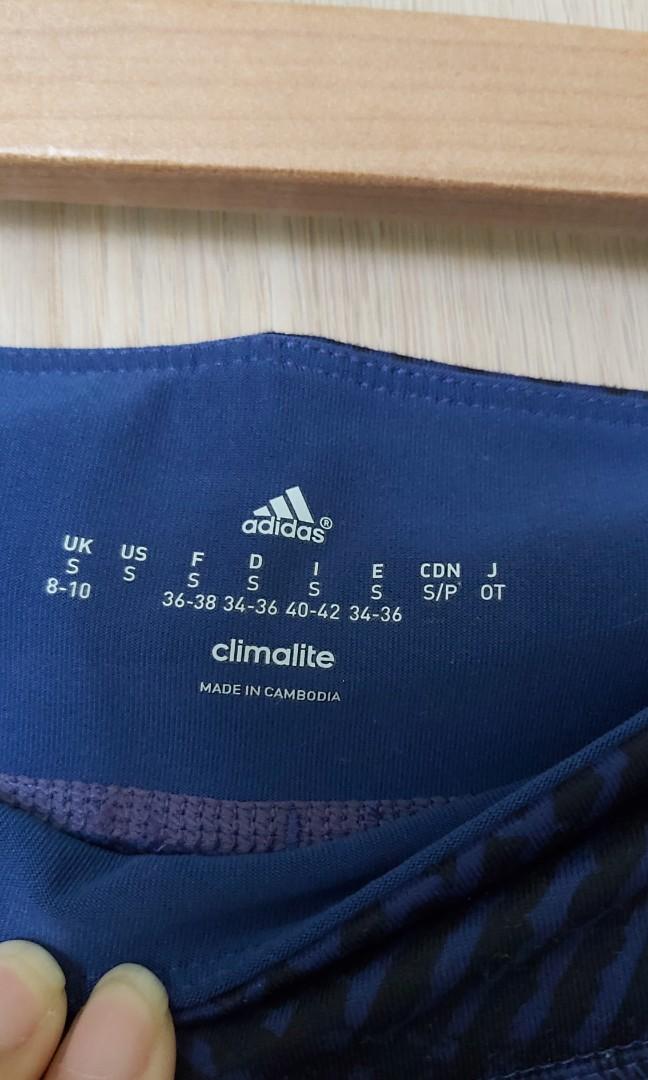 adidas®
UK US F D I E CDN J
S S S S S S S/P OT
8-10 36-38 34-36 40-42 34-36
climalite
MADE IN CAMBODIA